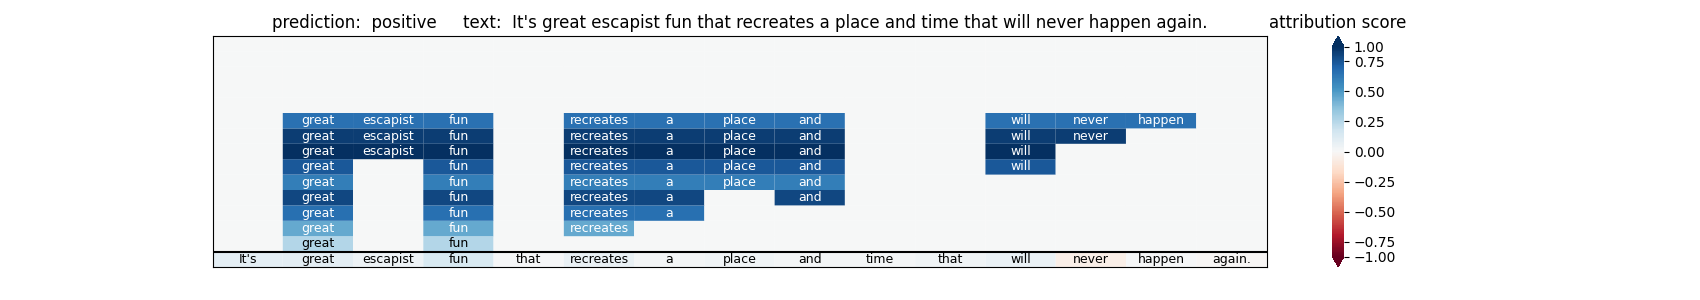 prediction:  positive     text:  It's great escapist fun that recreates a place and time that will never happen again.     attribution score
great escapist fun recreates a place and will never happen
great escapist fun recreates a place and will never
great escapist fun recreates a place and will
great fun recreates a place and will
great fun recreates a place and
great fun recreates a and
great fun recreates a
great fun recreates
great fun
It's great escapist fun that recreates a place and time that will never happen again.
1.00
0.75
0.50
0.25
0.00
−0.25
−0.50
−0.75
−1.00